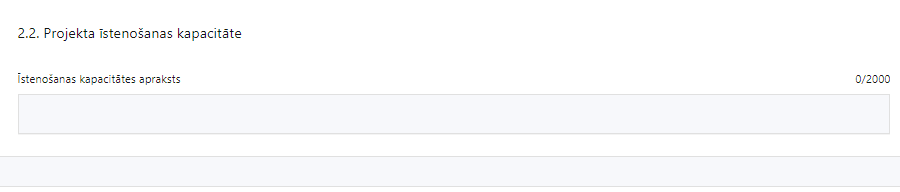 2.2. Projekta īstenošanas kapacitāte
Īstenošanas kapacitātes apraksts 0/2000